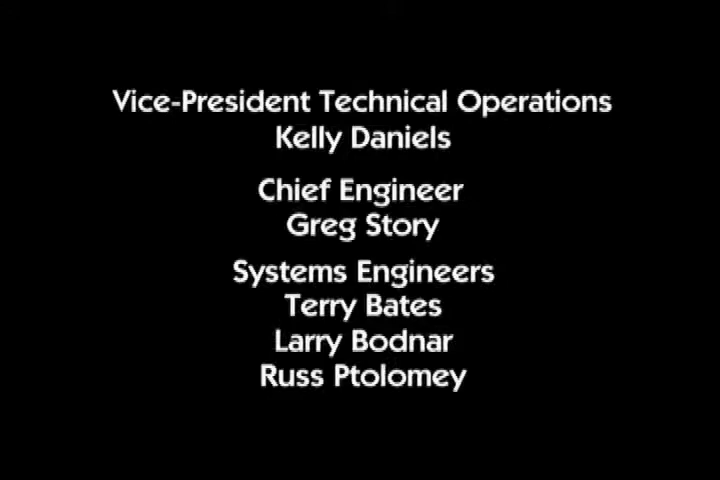 Vice-President Technical Operations
Kelly Daniels
Chief Engineer
Greg Story
Systems Engineers
Terry Bates
Larry Bodnar
Russ Ptolomey